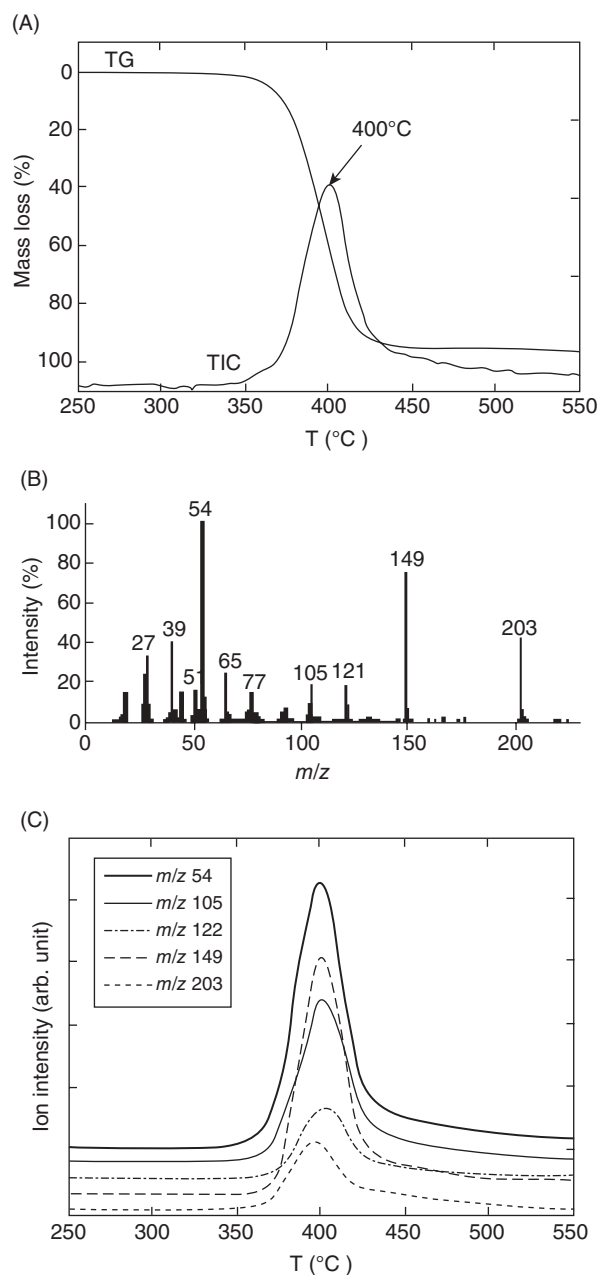 (A)
TG
400°C
TIC
Mass loss (%)
0
20
40
60
80
100
250 300 350 400 450 500 550
T (°C )
(B)
54
149
203
39
27
65
51
77
105 121
Intensity (%)
100
80
60
40
20
0
0 50 100 150 200
m/z
(C)
m/z 54
m/z 105
m/z 122
m/z 149
m/z 203
Ion intensity (arb. unit)
250 300 350 400 450 500 550
T (°C)